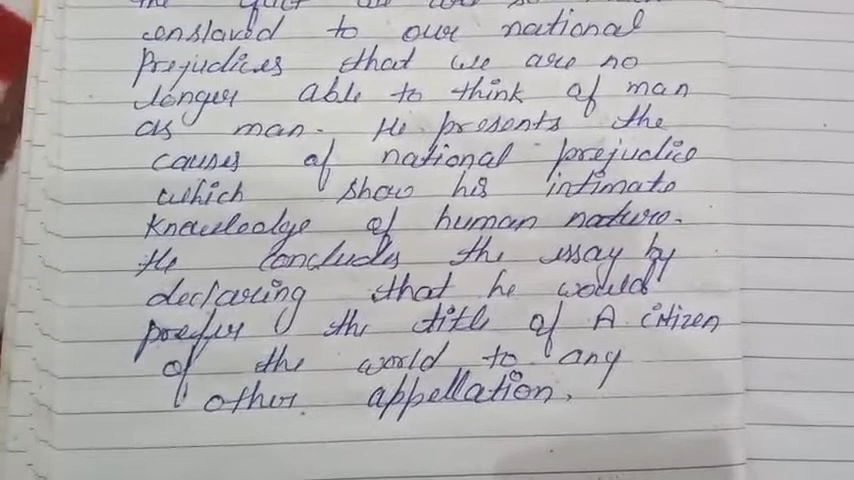 enslaved to our national
Prejudices that we are no
longer able to think of man
as man. He presents the
causes of national prejudice
which show his intimate
Knowledge of human nature.
He concludes the essay by
declaring that he would
prefer the title of A citizen
of the world to any
other appellation.